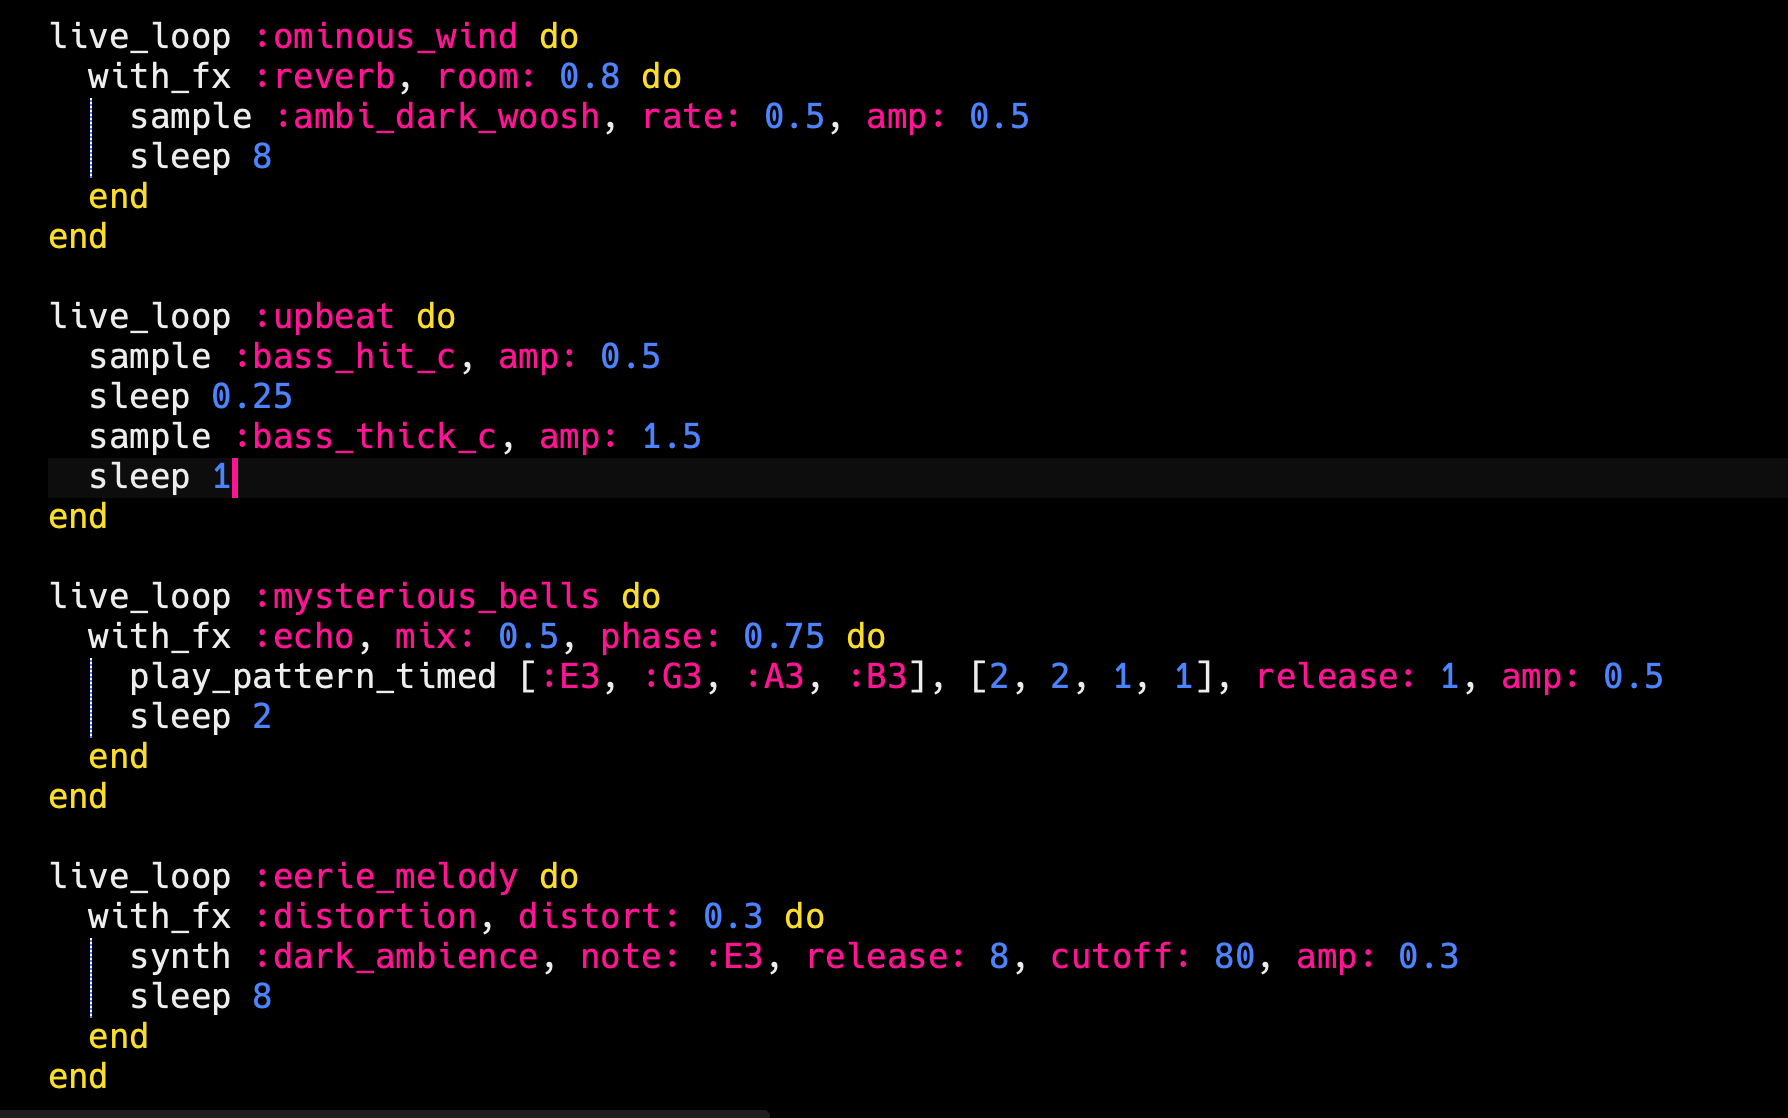 live_loop :ominous_wind do
  with_fx :reverb, room: 0.8 do
    sample :ambi_dark_woosh, rate: 0.5, amp: 0.5
    sleep 8
  end
end

live_loop :upbeat do
  sample :bass_hit_c, amp: 0.5
  sleep 0.25
  sample :bass_thick_c, amp: 1.5
  sleep 1
end

live_loop :mysterious_bells do
  with_fx :echo, mix: 0.5, phase: 0.75 do
    play_pattern_timed [:E3, :G3, :A3, :B3], [2, 2, 1, 1], release: 1, amp: 0.5
    sleep 2
  end
end

live_loop :eerie_melody do
  with_fx :distortion, distort: 0.3 do
    synth :dark_ambience, note: :E3, release: 8, cutoff: 80, amp: 0.3
    sleep 8
  end
end